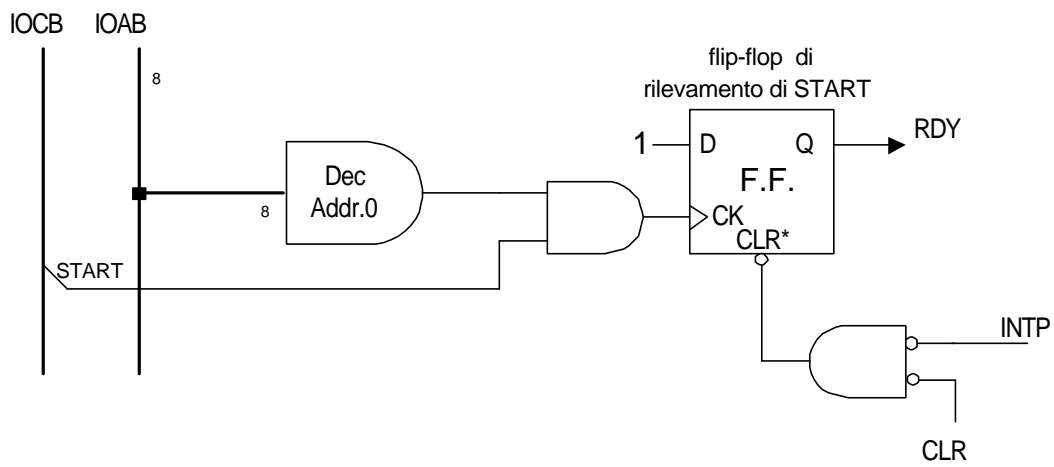 IOCB IOAB
8
flip-flop di
rilevamento di START
1 D Q RDY
F.F.
CK
CLR*
Dec
Addr.0
8
START
INTP
CLR